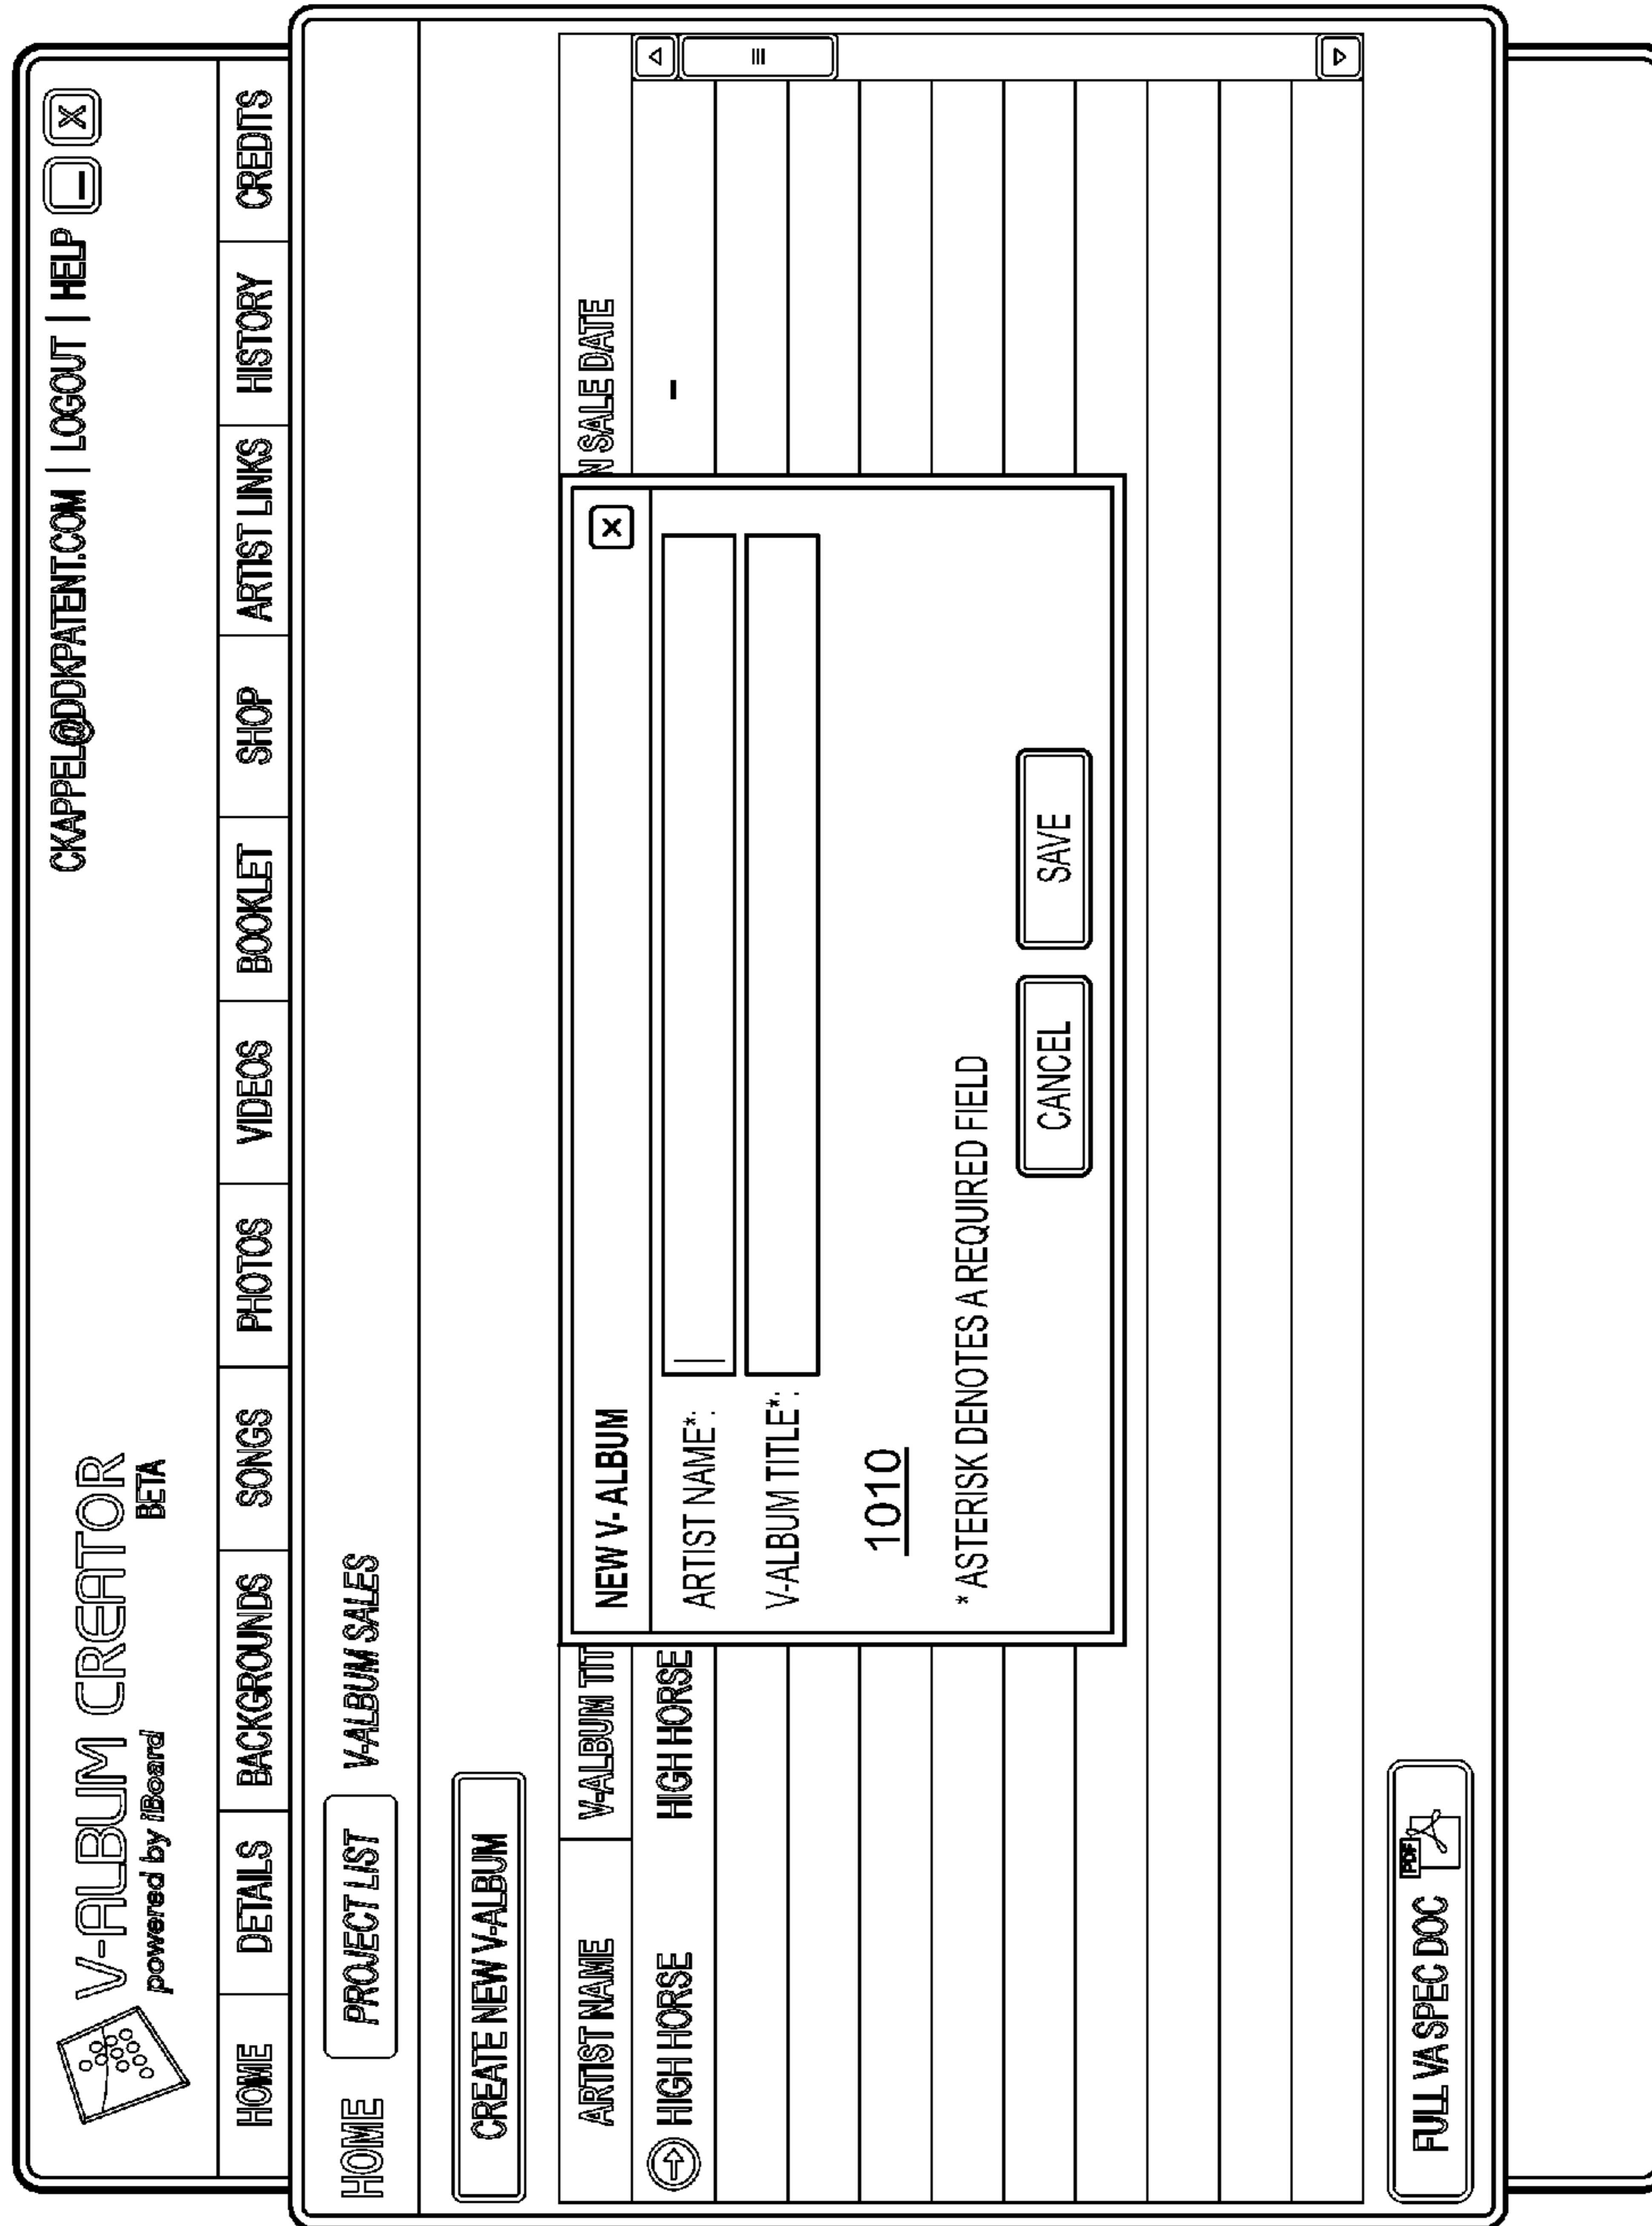 V-ALBUM CREATOR
BETA
powered by iBoard
CKAPPEL@DDKPATENT.COM | LOGOUT | HELP
HOME DETAILS BACKGROUNDS SONGS PHOTOS VIDEOS BOOKLET SHOP ARTIST LINKS HISTORY CREDITS
HOME PROJECT LIST V-ALBUM SALES
CREATE NEW V-ALBUM
ARTIST NAME V-ALBUM TIT N SALE DATE
HIGH HORSE HIGH HORSE –
NEW V- ALBUM X
ARTIST NAME*:
V-ALBUM TITLE*:
1010
* ASTERISK DENOTES A REQUIRED FIELD
CANCEL SAVE
FULL VA SPEC DOC PDF